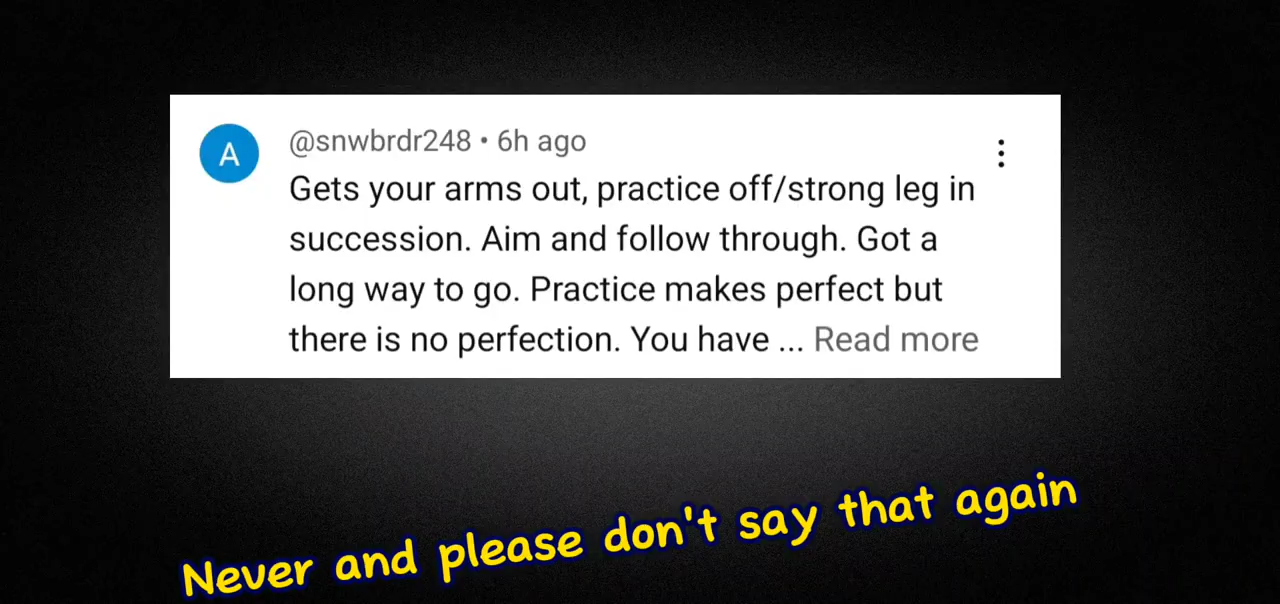 A
@snwbrdr248 • 6h ago
Gets your arms out, practice off/strong leg in
succession. Aim and follow through. Got a
long way to go. Practice makes perfect but
there is no perfection. You have ... Read more
Never and please don't say that again